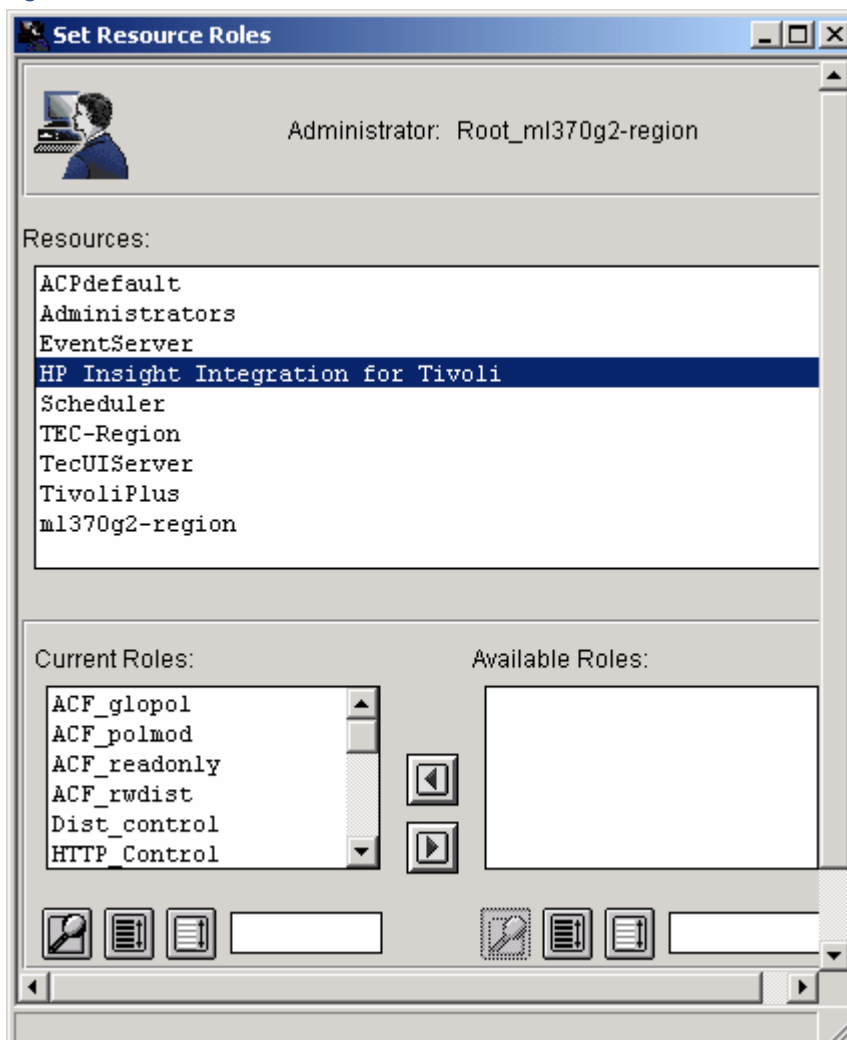 Set Resource Roles
Administrator: Root_ml370g2-region
Resources:
ACPdefault
Administrators
EventServer
HP Insight Integration for Tivoli
Scheduler
TEC-Region
TecUIServer
TivoliPlus
ml370g2-region
Current Roles:
Available Roles:
ACF_glopol
ACF_polmod
ACF_readonly
ACF_rwdist
Dist_control
HTTP_Control